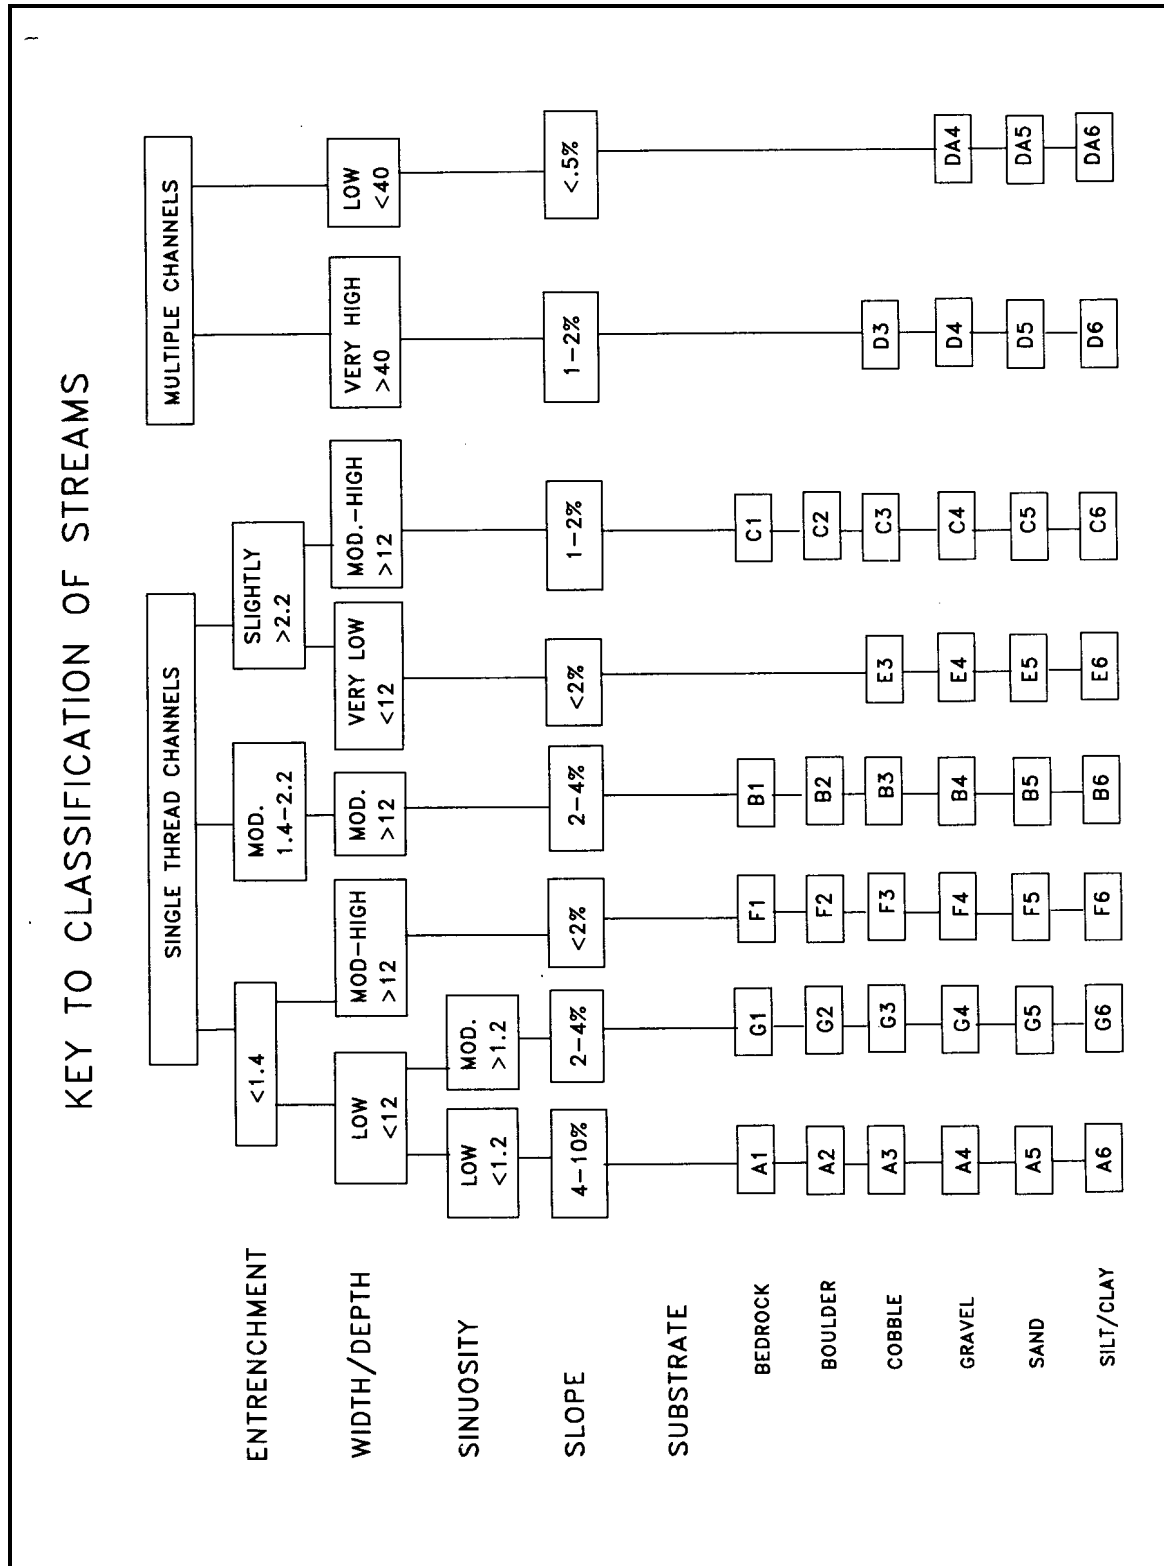 KEY TO CLASSIFICATION OF STREAMS
SINGLE THREAD CHANNELS
MULTIPLE CHANNELS
ENTRENCHMENT
<1.4
MOD.
1.4-2.2
SLIGHTLY
>2.2
WIDTH/DEPTH
LOW
<12
MOD-HIGH
>12
MOD.
>12
VERY LOW
<12
MOD.-HIGH
>12
VERY HIGH
>40
LOW
<40
SINUOSITY
LOW
<1.2
MOD.
>1.2
SLOPE
4-10%
2-4%
<2%
2-4%
<2%
1-2%
1-2%
<.5%
SUBSTRATE
BEDROCK
A1
G1
F1
B1
C1
BOULDER
A2
G2
F2
B2
C2
COBBLE
A3
G3
F3
B3
E3
C3
D3
GRAVEL
A4
G4
F4
B4
E4
C4
D4
DA4
SAND
A5
G5
F5
B5
E5
C5
D5
DA5
SILT/CLAY
A6
G6
F6
B6
E6
C6
D6
DA6